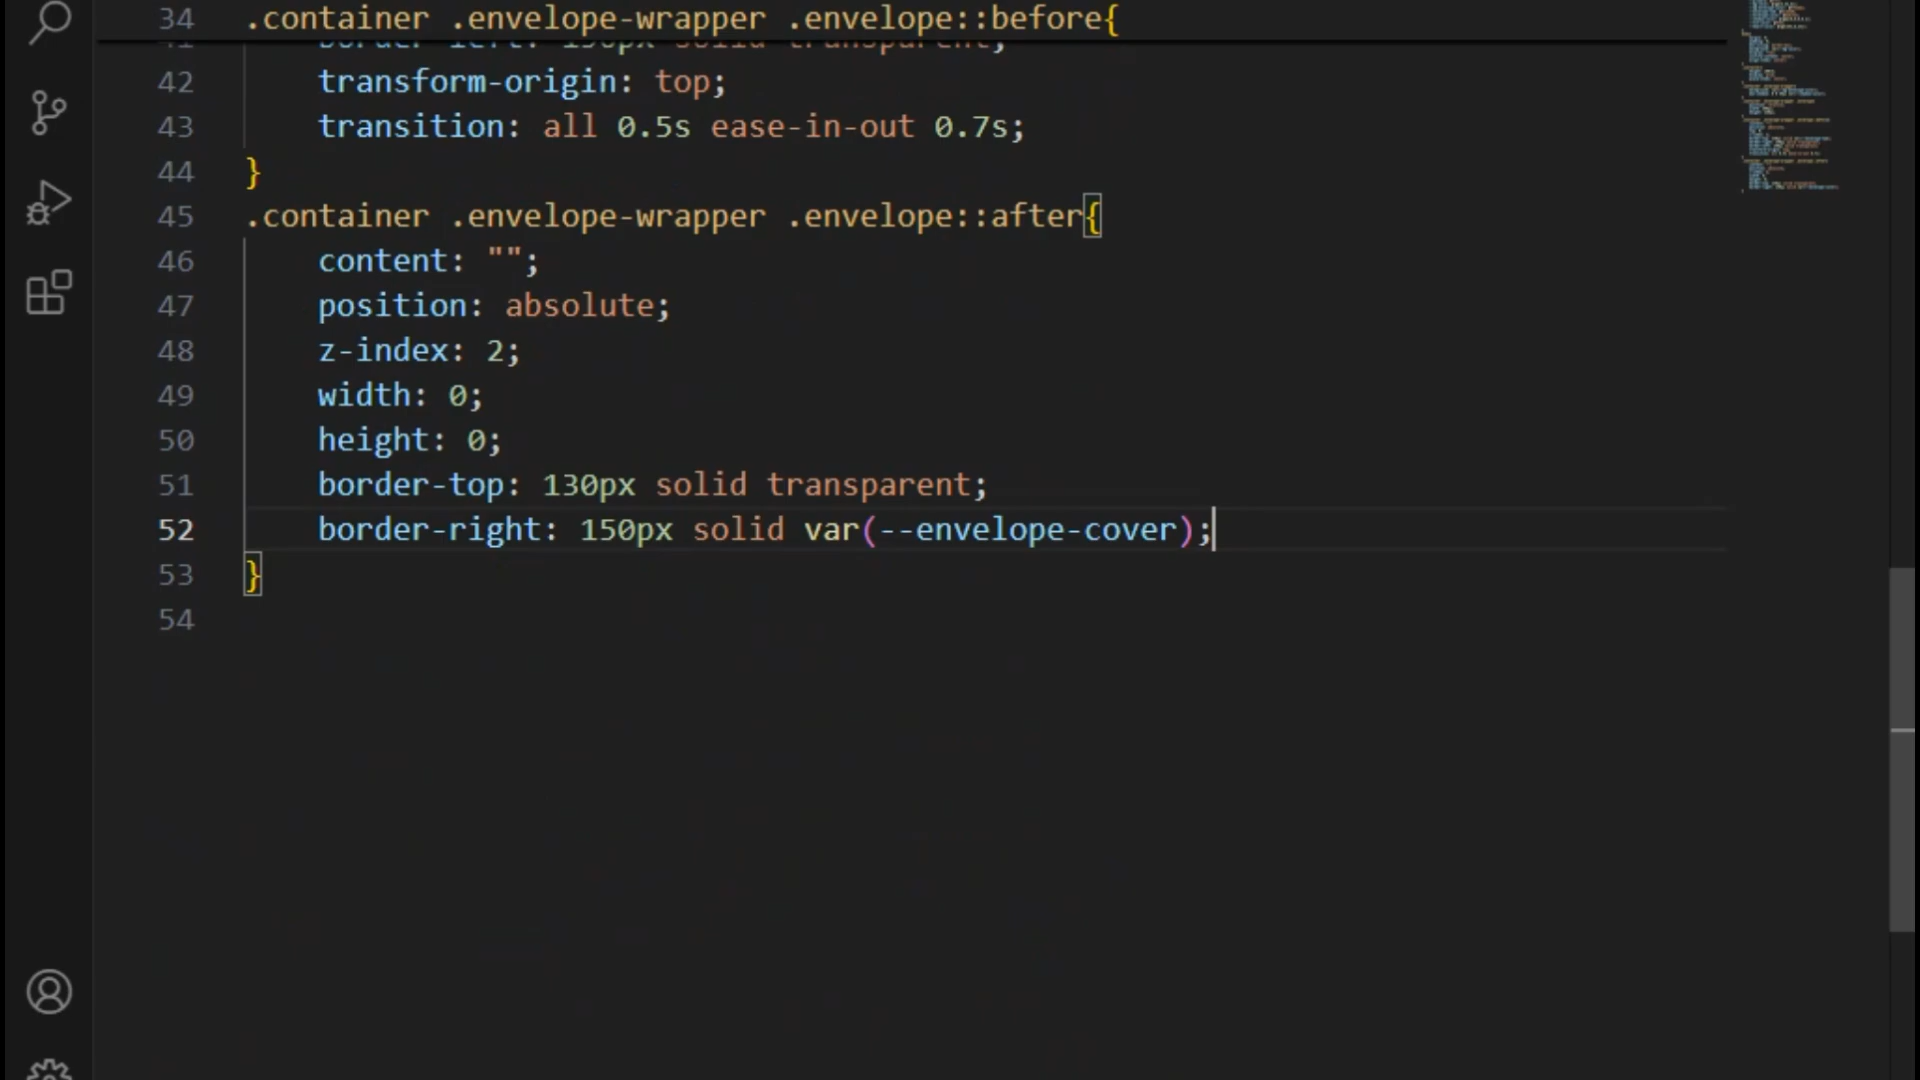 34 .container .envelope-wrapper .envelope::before{
42 transform-origin: top;
43 transition: all 0.5s ease-in-out 0.7s;
44 }
45 .container .envelope-wrapper .envelope::after{
46 content: "";
47 position: absolute;
48 z-index: 2;
49 width: 0;
50 height: 0;
51 border-top: 130px solid transparent;
52 border-right: 150px solid var(--envelope-cover);
53 }
54